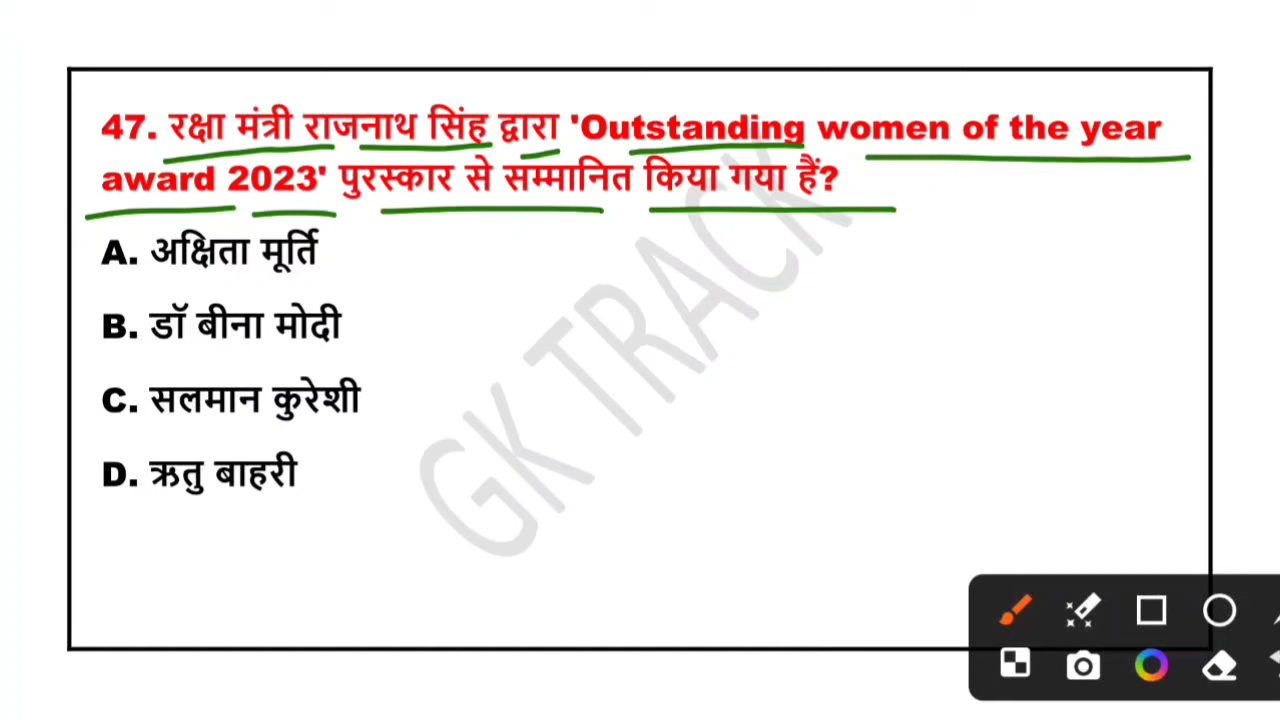 47. रक्षा मंत्री राजनाथ सिंह द्वारा 'Outstanding women of the year
award 2023' पुरस्कार से सम्मानित किया गया हैं?
A. अक्षिता मूर्ति
B. डॉ बीना मोदी
C. सलमान कुरेशी
D. ऋतु बाहरी
GK TRACK